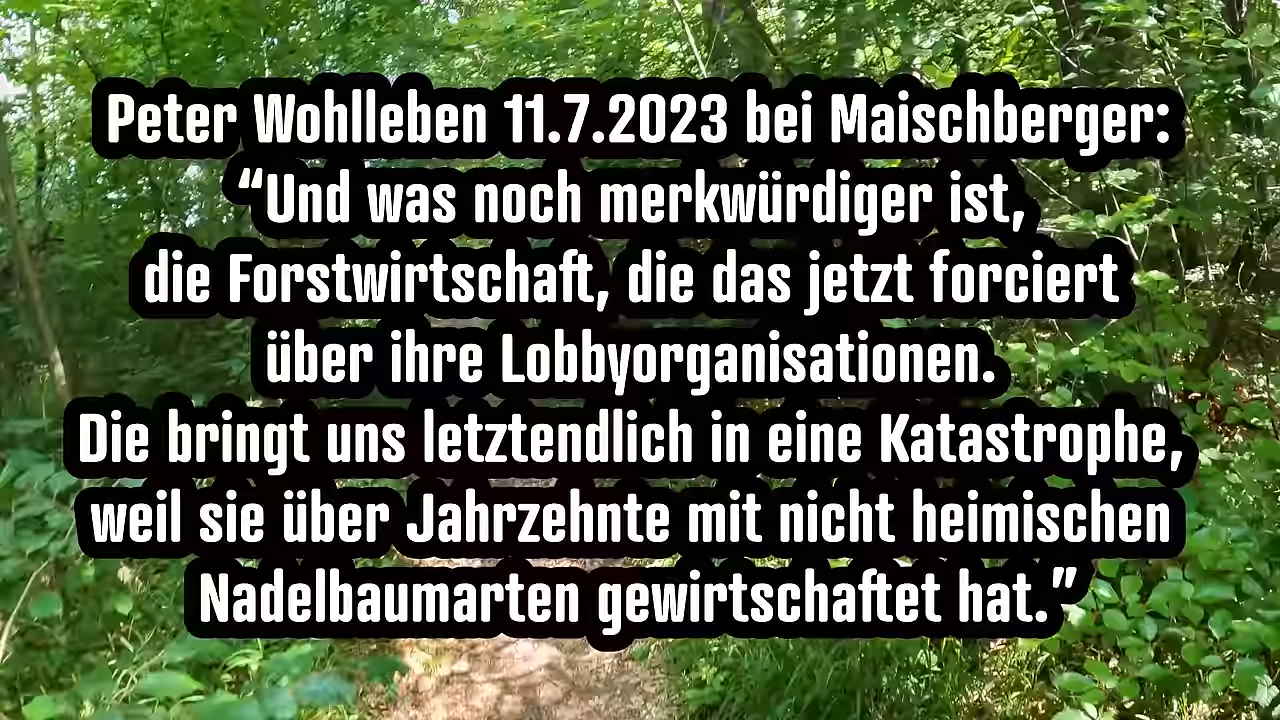 Peter Wohlleben 11.7.2023 bei Maischberger:
“Und was noch merkwürdiger ist,
die Forstwirtschaft, die das jetzt forciert
über ihre Lobbyorganisationen.
Die bringt uns letztendlich in eine Katastrophe,
weil sie über Jahrzehnte mit nicht heimischen
Nadelbaumarten gewirtschaftet hat.”